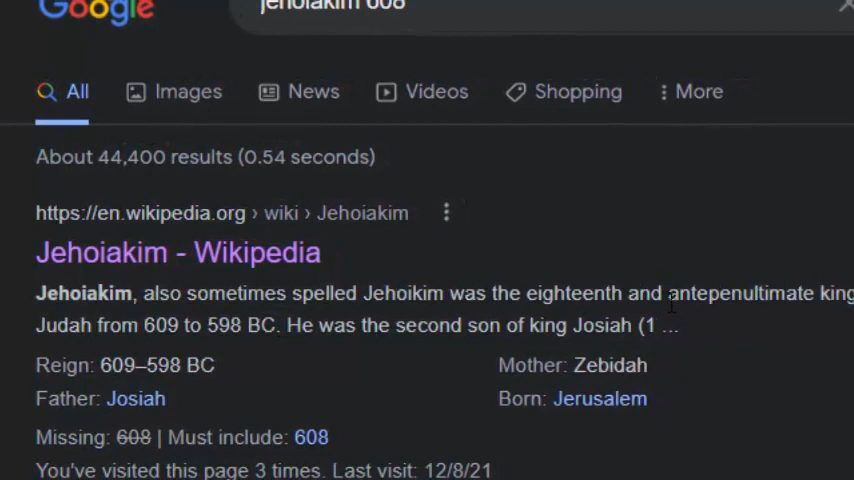 Google
jehoiakim 608
All Images News Videos Shopping More
About 44,400 results (0.54 seconds)
https://en.wikipedia.org › wiki › Jehoiakim
Jehoiakim - Wikipedia
Jehoiakim, also sometimes spelled Jehoikim was the eighteenth and antepenultimate king
Judah from 609 to 598 BC. He was the second son of king Josiah (1 ...
Reign: 609–598 BC Mother: Zebidah
Father: Josiah Born: Jerusalem
Missing: 608 | Must include: 608
You've visited this page 3 times. Last visit: 12/8/21